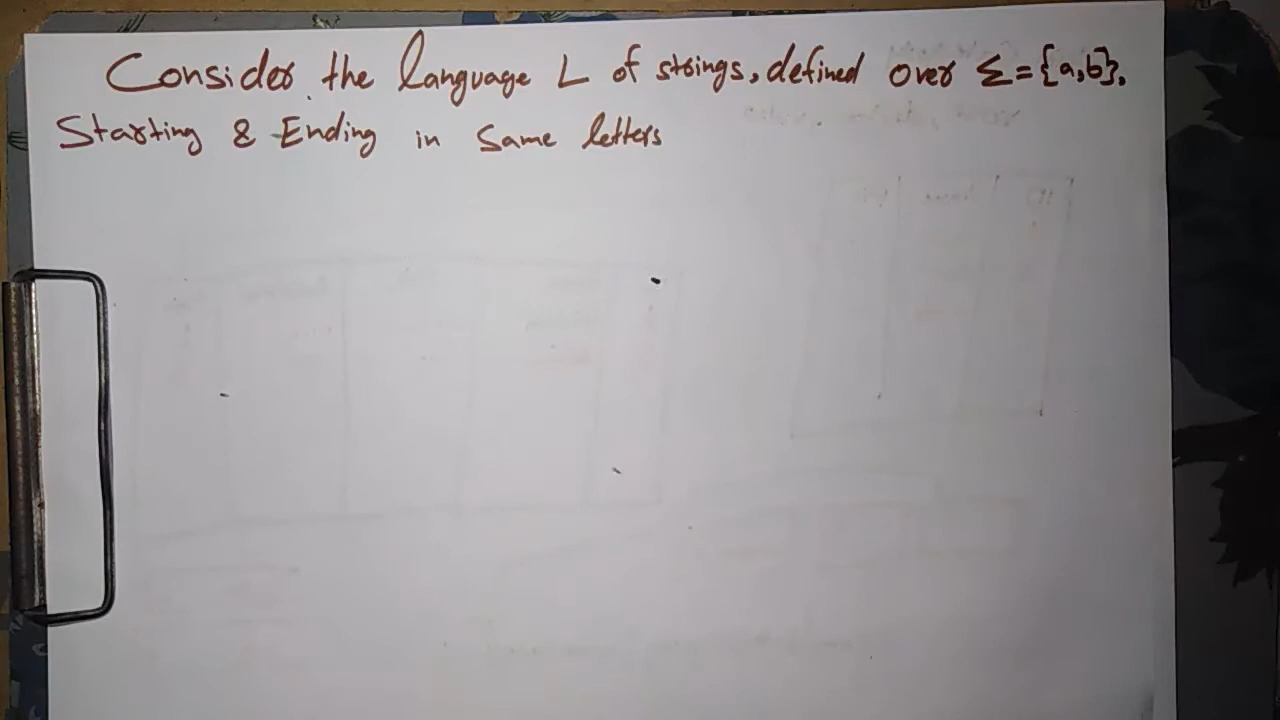 Consider the language L of strings, defined over Σ = {a,b},
Starting & Ending in Same letters